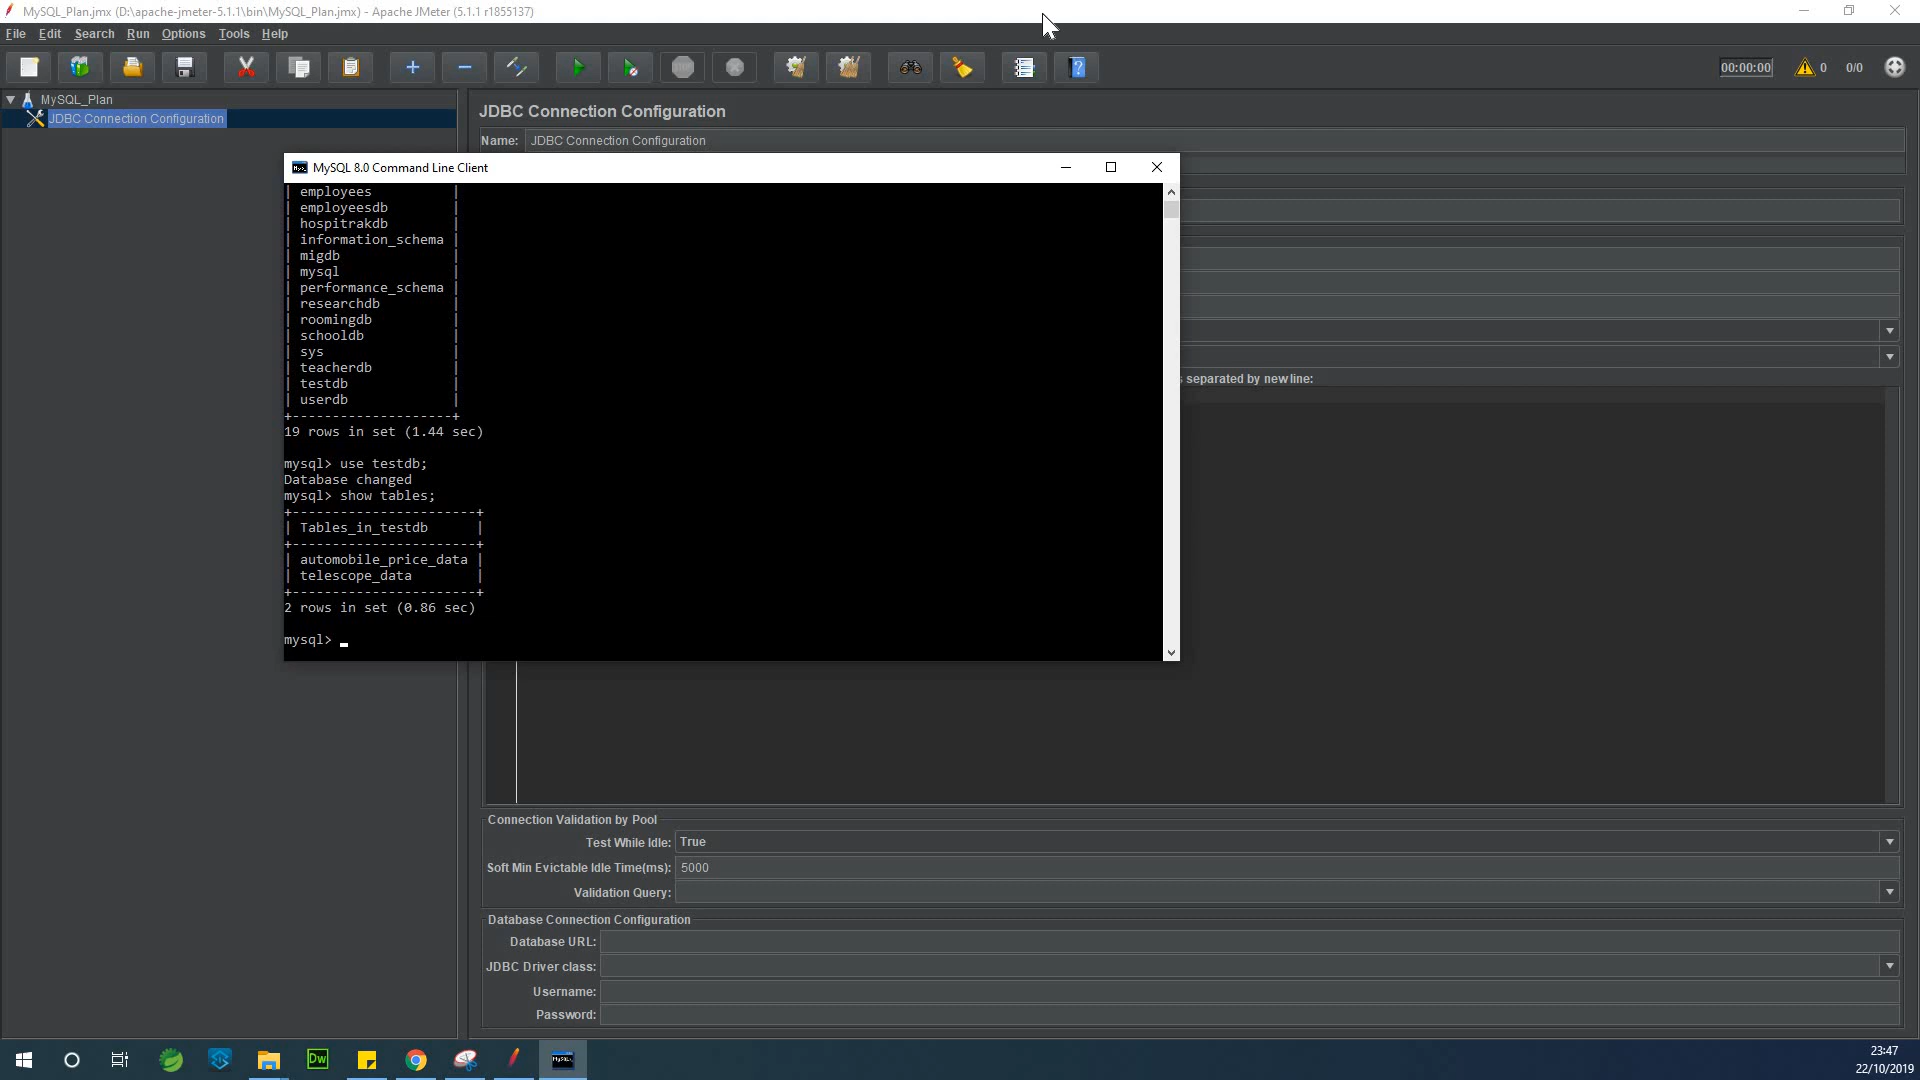 MySQL_Plan.jmx (D:\apache-jmeter-5.1.1\bin\MySQL_Plan.jmx) - Apache JMeter (5.1.1 r1855137)
File Edit Search Run Options Tools Help
00:00:00 0 0/0
MySQL_Plan
JDBC Connection Configuration
JDBC Connection Configuration
Name: JDBC Connection Configuration
MySQL 8.0 Command Line Client
| employees |
| employeesdb |
| hospitrakdb |
| information_schema |
| migdb |
| mysql |
| performance_schema |
| researchdb |
| roomingdb |
| schooldb |
| sys |
| teacherdb |
| testdb |
| userdb |
+--------------------+
19 rows in set (1.44 sec)
mysql> use testdb;
Database changed
mysql> show tables;
+-----------------------+
| Tables_in_testdb |
+-----------------------+
| automobile_price_data |
| telescope_data |
+-----------------------+
2 rows in set (0.86 sec)
mysql>
s separated by new line:
Connection Validation by Pool
Test While Idle: True
Soft Min Evictable Idle Time(ms): 5000
Validation Query:
Database Connection Configuration
Database URL:
JDBC Driver class:
Username:
Password:
Dw
23:47
22/10/2019